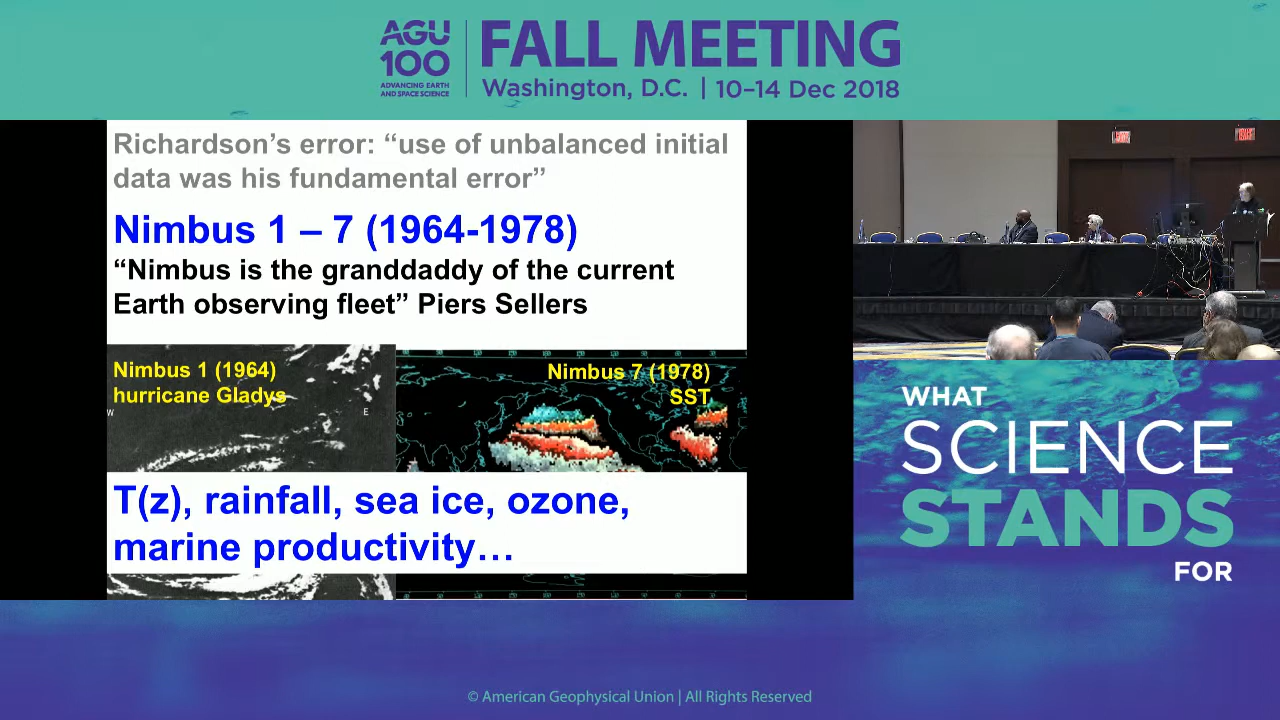 AGU
100
ADVANCING EARTH
AND SPACE SCIENCE
FALL MEETING
Washington, D.C. | 10–14 Dec 2018
Richardson’s error: “use of unbalanced initial
data was his fundamental error”
Nimbus 1 – 7 (1964-1978)
“Nimbus is the granddaddy of the current
Earth observing fleet” Piers Sellers
Nimbus 1 (1964)
hurricane Gladys
W
E
Nimbus 7 (1978)
SST
T(z), rainfall, sea ice, ozone,
marine productivity…
WHAT
SCIENCE
STANDS
FOR
© American Geophysical Union | All Rights Reserved